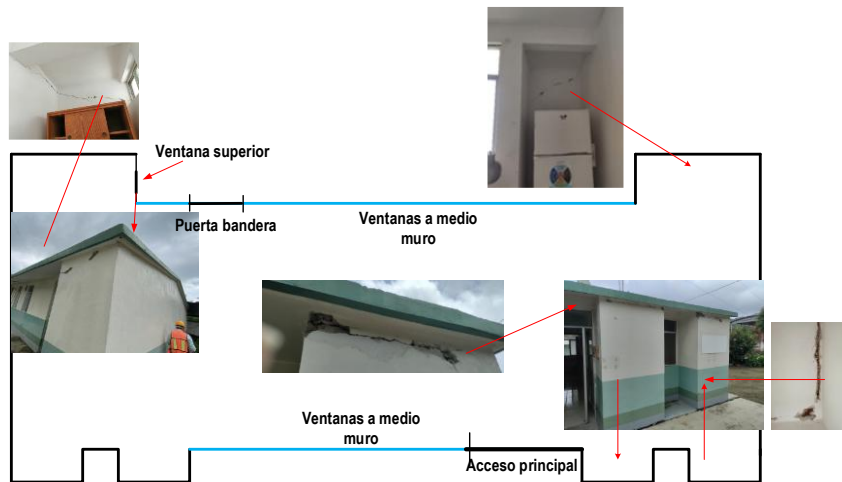 Ventana superior
Puerta bandera
Ventanas a medio
muro
Ventanas a medio
muro
Acceso principal